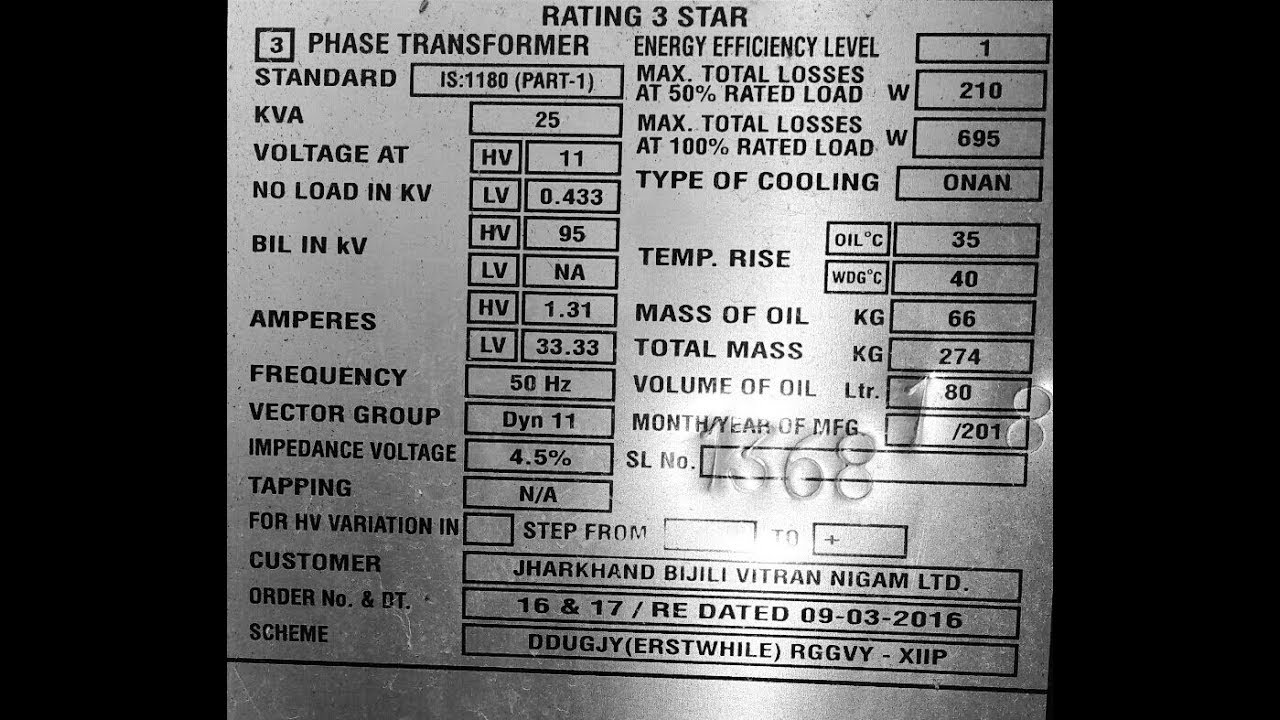 RATING 3 STAR
3 PHASE TRANSFORMER
STANDARD IS:1180 (PART-1)
KVA 25
VOLTAGE AT NO LOAD IN KV HV 11
LV 0.433
BIL IN kV HV 95
LV NA
AMPERES HV 1.31
LV 33.33
FREQUENCY 50 Hz
VECTOR GROUP Dyn 11
IMPEDANCE VOLTAGE 4.5%
TAPPING N/A
FOR HV VARIATION IN STEP FROM TO +
ENERGY EFFICIENCY LEVEL 1
MAX. TOTAL LOSSES
AT 50% RATED LOAD W 210
MAX. TOTAL LOSSES
AT 100% RATED LOAD W 695
TYPE OF COOLING ONAN
TEMP. RISE OIL°C 35
WDG°C 40
MASS OF OIL KG 66
TOTAL MASS KG 274
VOLUME OF OIL Ltr. 80
MONTH/YEAR OF MFG. /201
SL No. 1368
CUSTOMER JHARKHAND BIJILI VITRAN NIGAM LTD.
ORDER No. & DT. 16 & 17 / RE DATED 09-03-2016
SCHEME DDUGJY(ERSTWHILE) RGGVY - XIIP